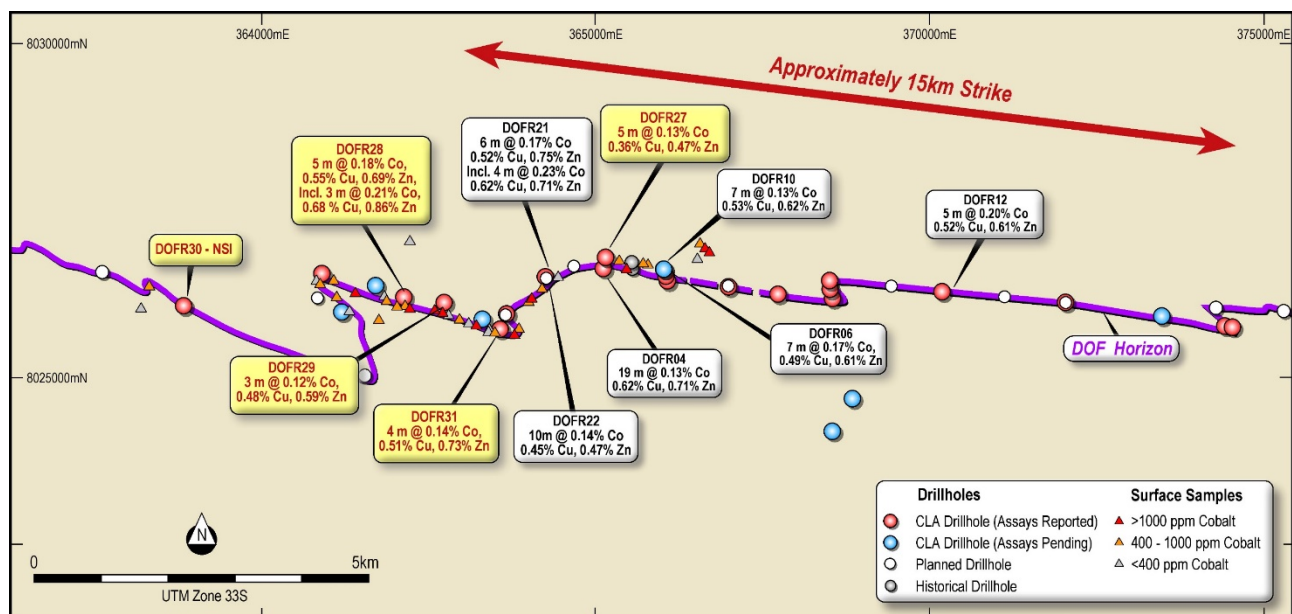 364000mE
365000mE
370000mE
375000mE
8030000mN
Approximately 15km Strike
DOFR27
5 m @ 0.13% Co
0.36% Cu, 0.47% Zn
DOFR21
6 m @ 0.17% Co
0.52% Cu, 0.75% Zn
Incl. 4 m @ 0.23% Co
0.62% Cu, 0.71% Zn
DOFR28
5 m @ 0.18% Co,
0.55% Cu, 0.69% Zn,
Incl. 3 m @ 0.21% Co,
0.68 % Cu, 0.86% Zn
DOFR10
7 m @ 0.13% Co
0.53% Cu, 0.62% Zn
DOFR12
5 m @ 0.20% Co
0.52% Cu, 0.61% Zn
DOFR30 - NSI
DOFR06
7 m @ 0.17% Co,
0.49% Cu, 0.61% Zn
DOF Horizon
DOFR04
19 m @ 0.13% Co
0.62% Cu, 0.71% Zn
DOFR29
3 m @ 0.12% Co,
0.48% Cu, 0.59% Zn
8025000mN
DOFR31
4 m @ 0.14% Co,
0.51% Cu, 0.73% Zn
DOFR22
10m @ 0.14% Co
0.45% Cu, 0.47% Zn
N
0
5km
UTM Zone 33S
Drillholes
CLA Drillhole (Assays Reported)
CLA Drillhole (Assays Pending)
Planned Drillhole
Historical Drillhole
Surface Samples
>1000 ppm Cobalt
400 - 1000 ppm Cobalt
<400 ppm Cobalt